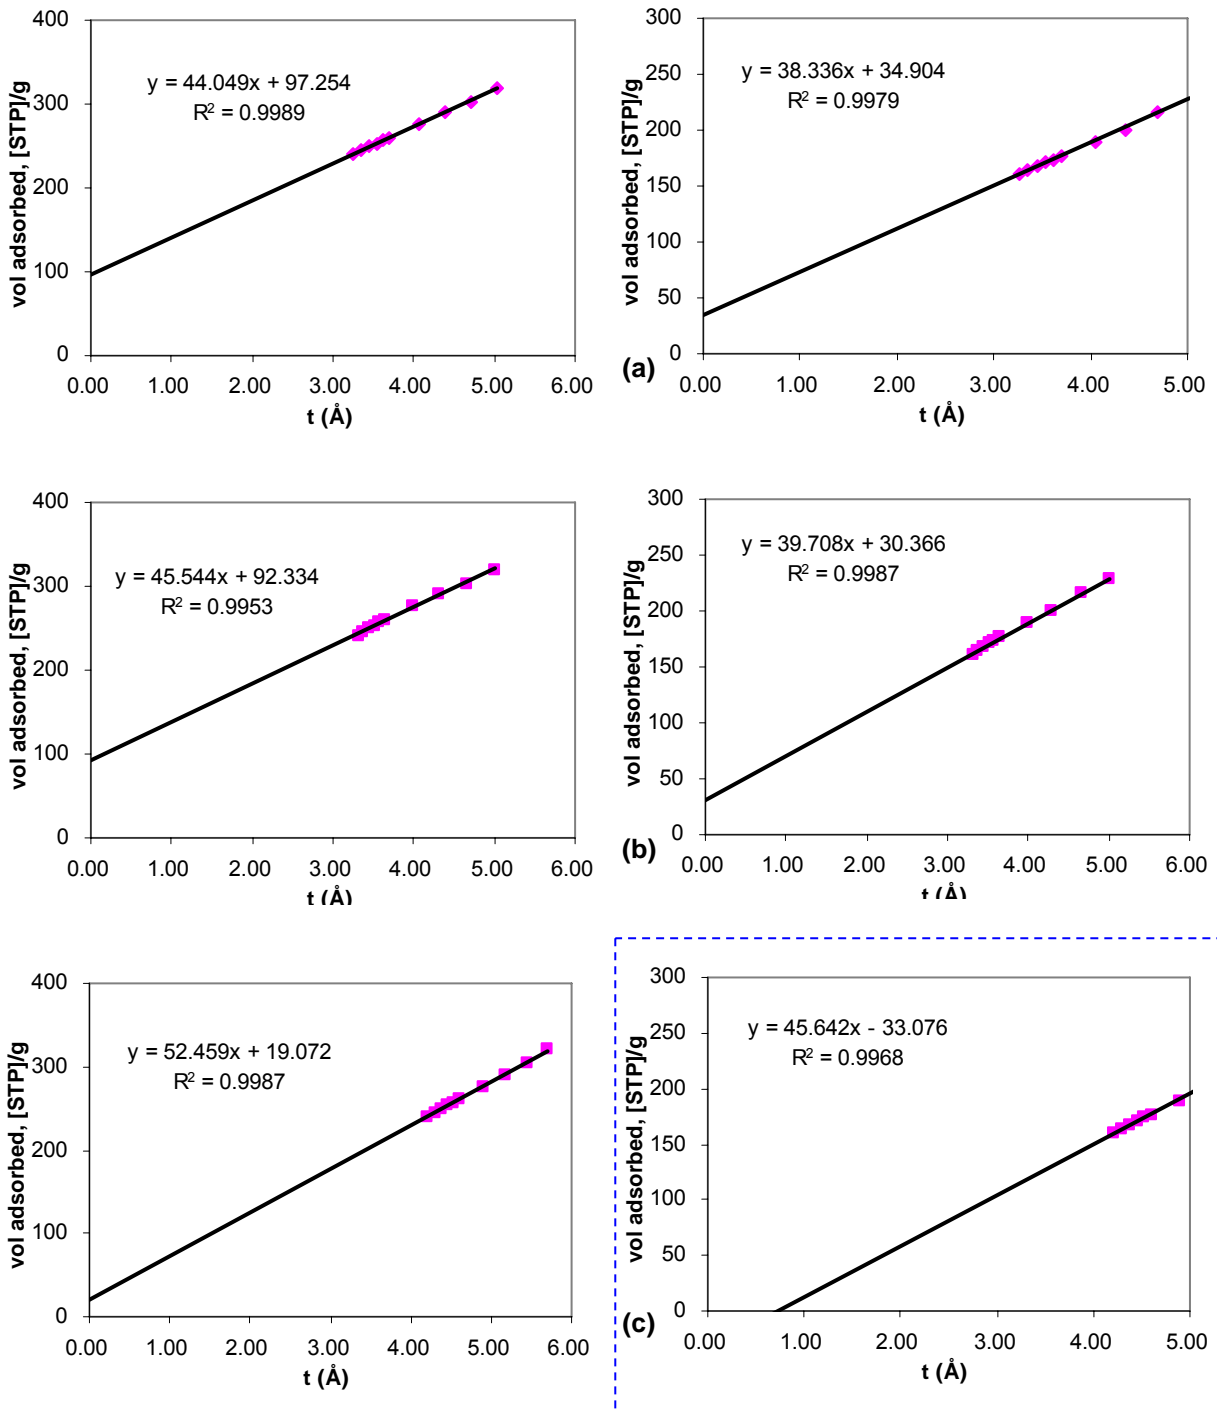 400
300
200
100
0
vol adsorbed, [STP]/g
y = 44.049x + 97.254
R² = 0.9989
0.00 1.00 2.00 3.00 4.00 5.00 6.00
t (Å)
300
250
200
150
100
50
0
vol adsorbed, [STP]/g
y = 38.336x + 34.904
R² = 0.9979
(a)
0.00 1.00 2.00 3.00 4.00 5.00
t (Å)
400
300
200
100
0
vol adsorbed, [STP]/g
y = 45.544x + 92.334
R² = 0.9953
0.00 1.00 2.00 3.00 4.00 5.00 6.00
t (Å)
300
250
200
150
100
50
0
vol adsorbed, [STP]/g
y = 39.708x + 30.366
R² = 0.9987
(b)
0.00 1.00 2.00 3.00 4.00 5.00 6.00
t (Å)
400
300
200
100
0
vol adsorbed, [STP]/g
y = 52.459x + 19.072
R² = 0.9987
0.00 1.00 2.00 3.00 4.00 5.00 6.00
t (Å)
300
250
200
150
100
50
0
vol adsorbed, [STP]/g
y = 45.642x - 33.076
R² = 0.9968
(c)
0.00 1.00 2.00 3.00 4.00 5.00
t (Å)